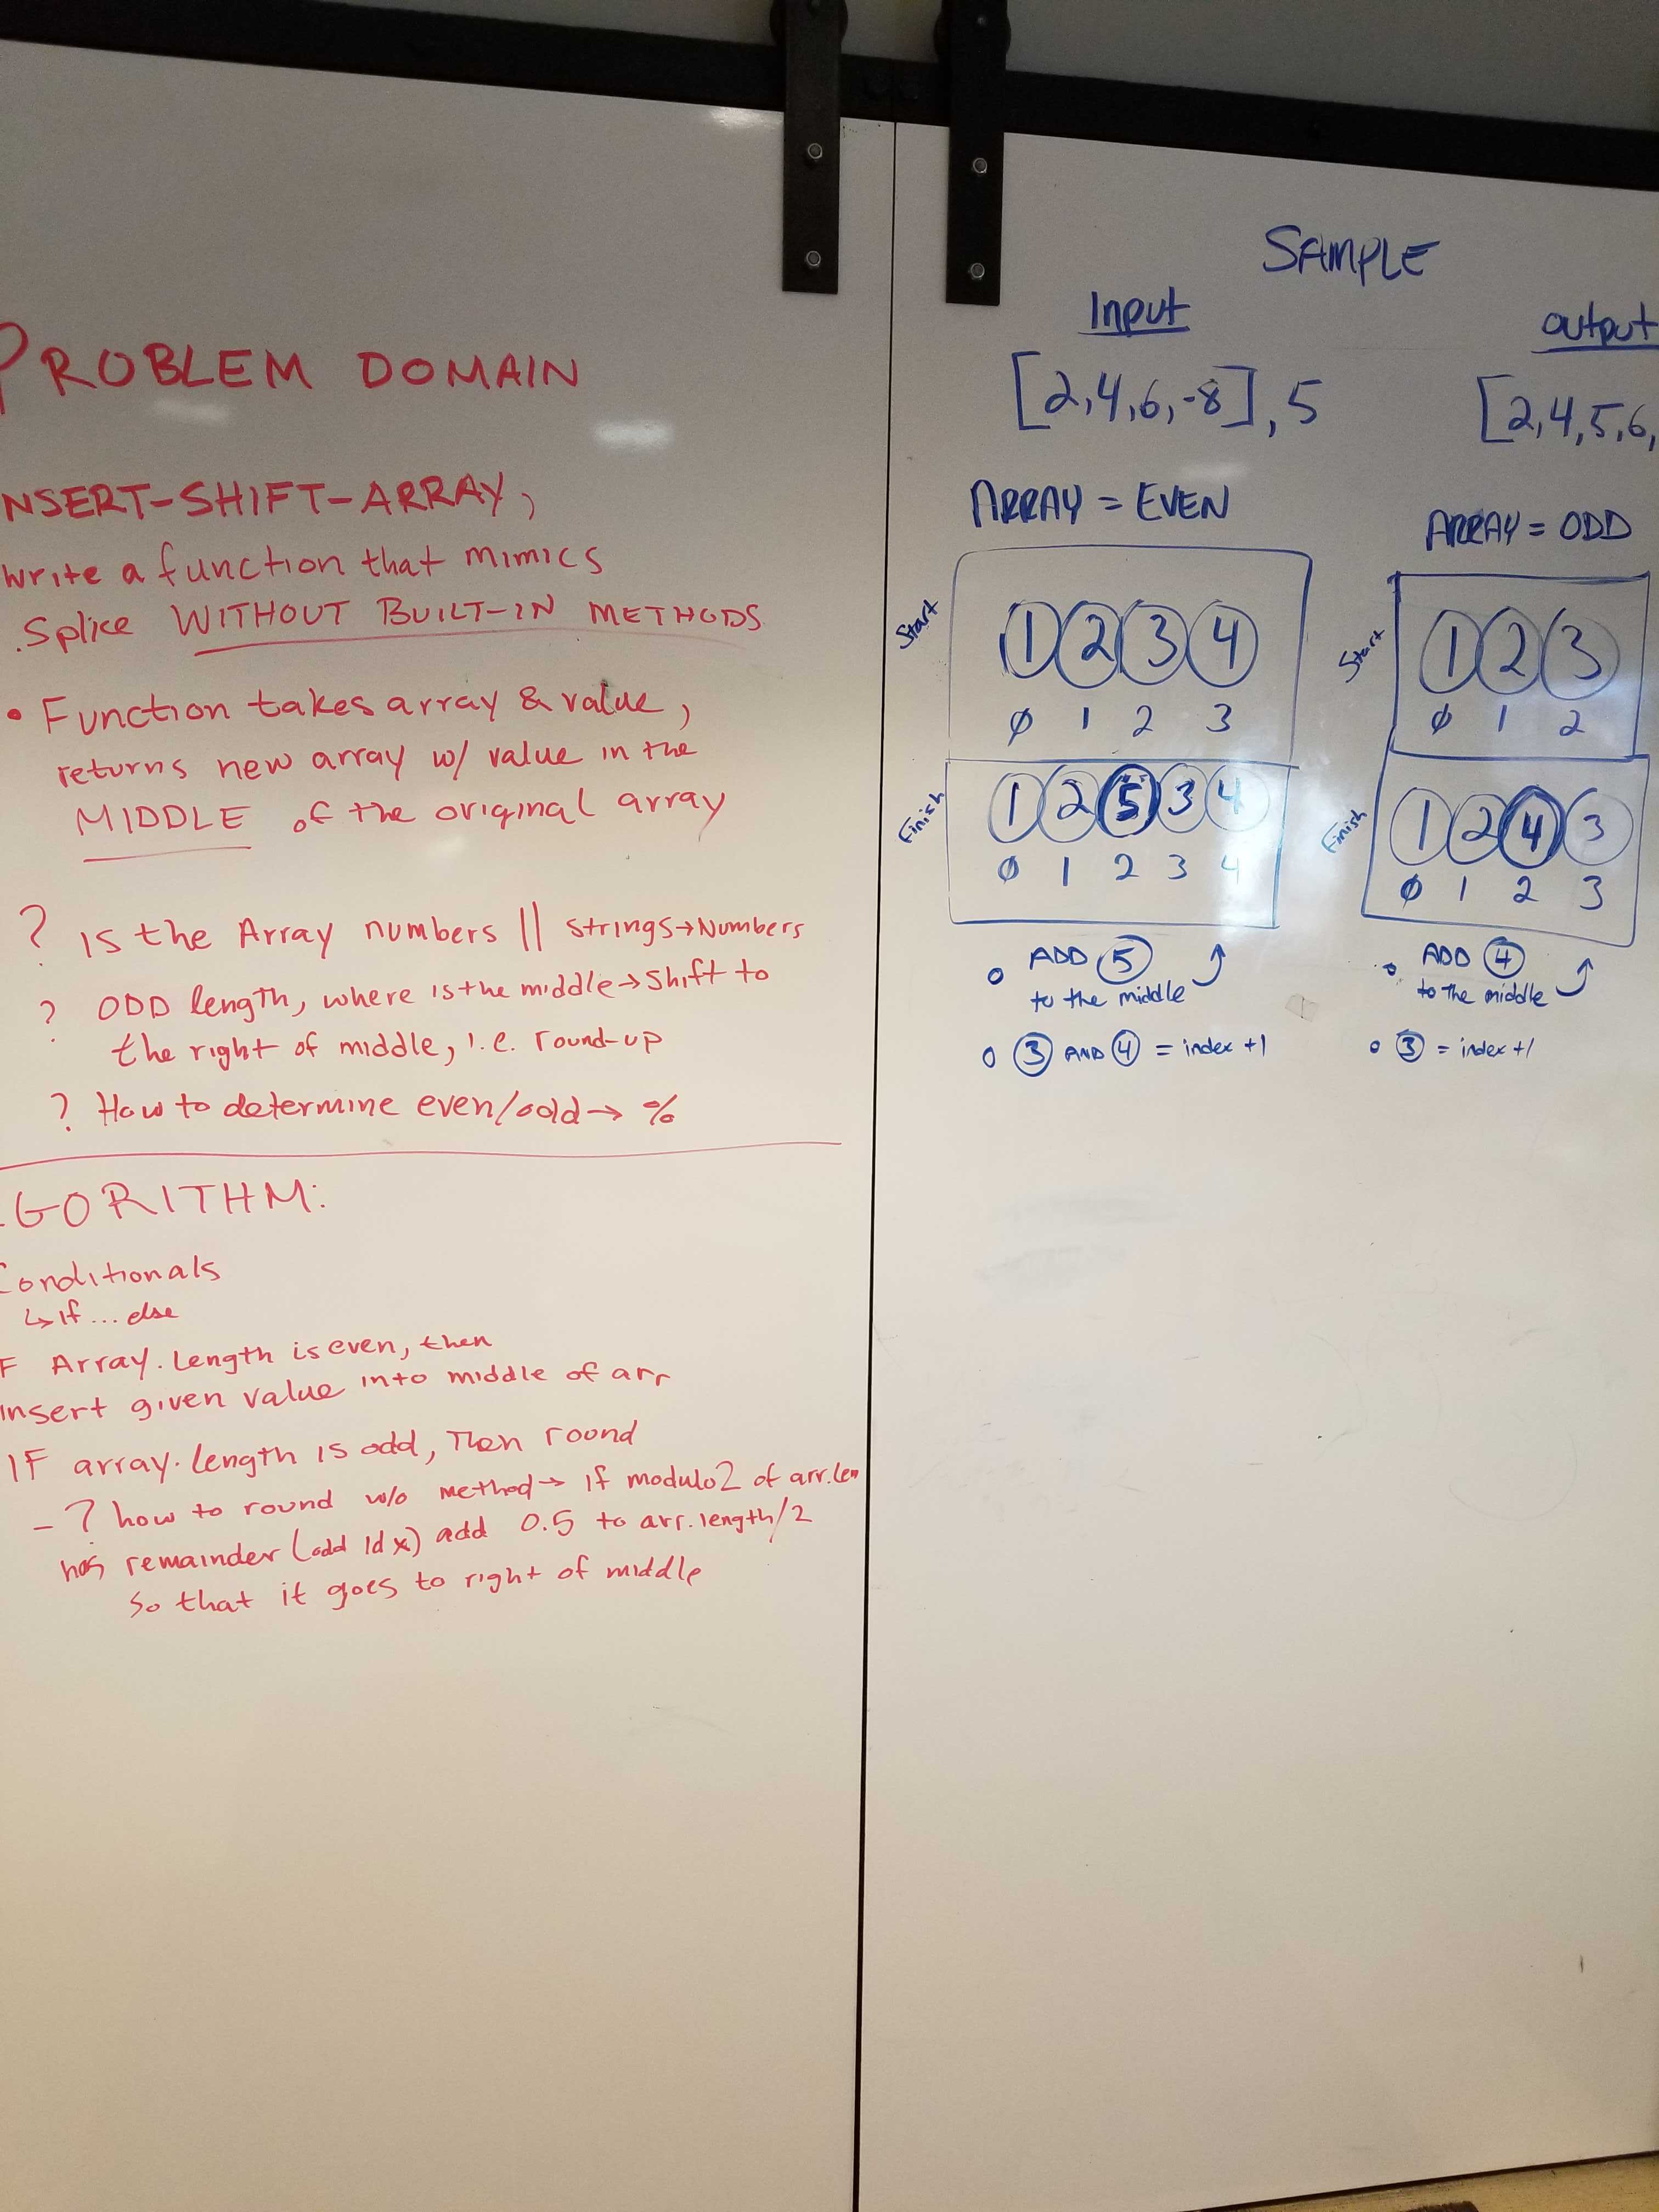 PROBLEM DOMAIN
NSERT-SHIFT-ARRAY,
write a function that mimics
Splice WITHOUT BUILT-IN METHODS
• Function takes array & value,
returns new array w/ value in the
MIDDLE of the original array
? is the Array numbers || strings→Numbers
? ODD length, where is the middle→shift to
the right of middle, i.e. round-up
? How to determine even/odd→ %
GORITHM:
Conditionals
↳ If ... else
F Array.Length is even, then
insert given value into middle of arr
IF array.length is odd, Then round
- ? how to round w/o method→ if modulo 2 of arr.len
has remainder (odd idx) add 0.5 to arr.length/2
so that it goes to right of middle
SAMPLE
Input
output
[2,4,6,-8], 5
[2,4,5,6,
ARRAY = EVEN
Start
1 2 3 4
0 1 2 3
Finish
1 2 5 3 4
0 1 2 3 4
○ ADD 5
to the middle
○ 3 AND 4 = index +1
ARRAY = ODD
Start
1 2 3
0 1 2
Finish
1 2 4 3
0 1 2 3
○ ADD 4
to the middle
○ 3 = index +1